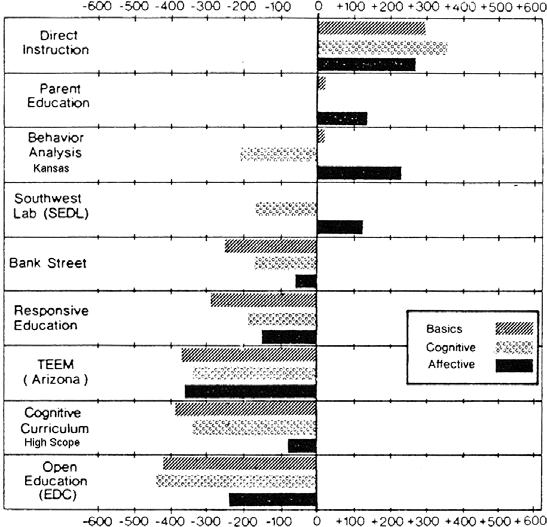 -600 -500 -400 -300 -200 -100 0 +100 +200 +300 +400 +500 +600
Direct
Instruction
Parent
Education
Behavior
Analysis
Kansas
Southwest
Lab (SEDL)
Bank Street
Responsive
Education
TEEM
( Arizona )
Cognitive
Curriculum
High Scope
Open
Education
(EDC)
Basics
Cognitive
Affective
-600 -500 -400 -300 -200 -100 0 +100 +200 +300 +400 +500 +600